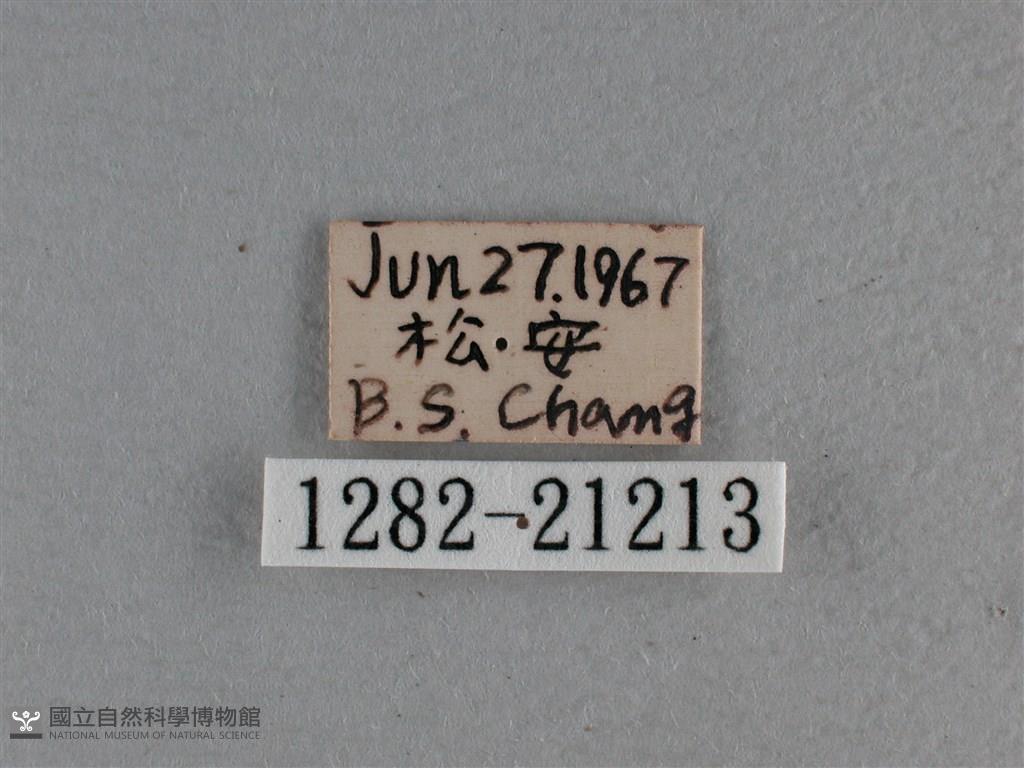 Jun 27.1967
松·安
B.S. Chang
1282-21213
國立自然科學博物館
NATIONAL MUSEUM OF NATURAL SCIENCE